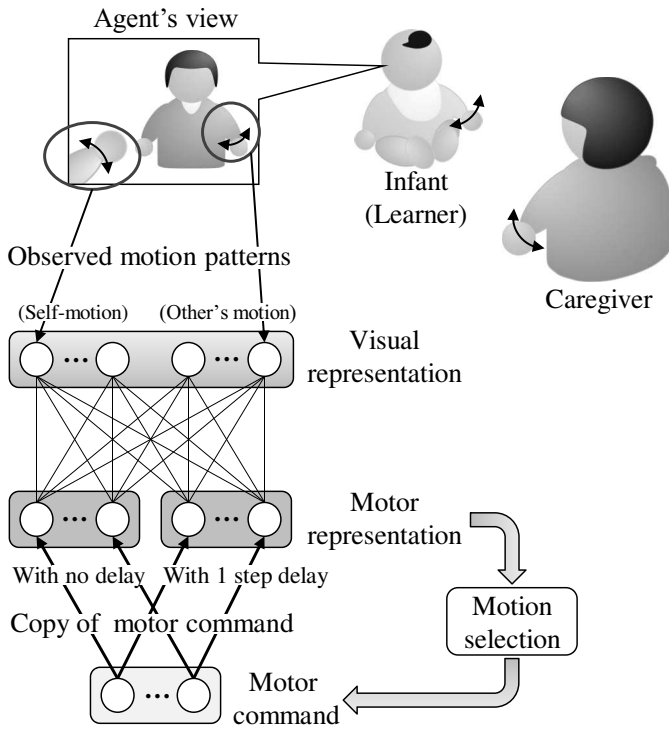 Agent's view
Infant
(Learner)
Caregiver
Observed motion patterns
(Self-motion) (Other's motion)
Visual
representation
Motor
representation
With no delay With 1 step delay
Copy of motor command
Motion
selection
Motor
command